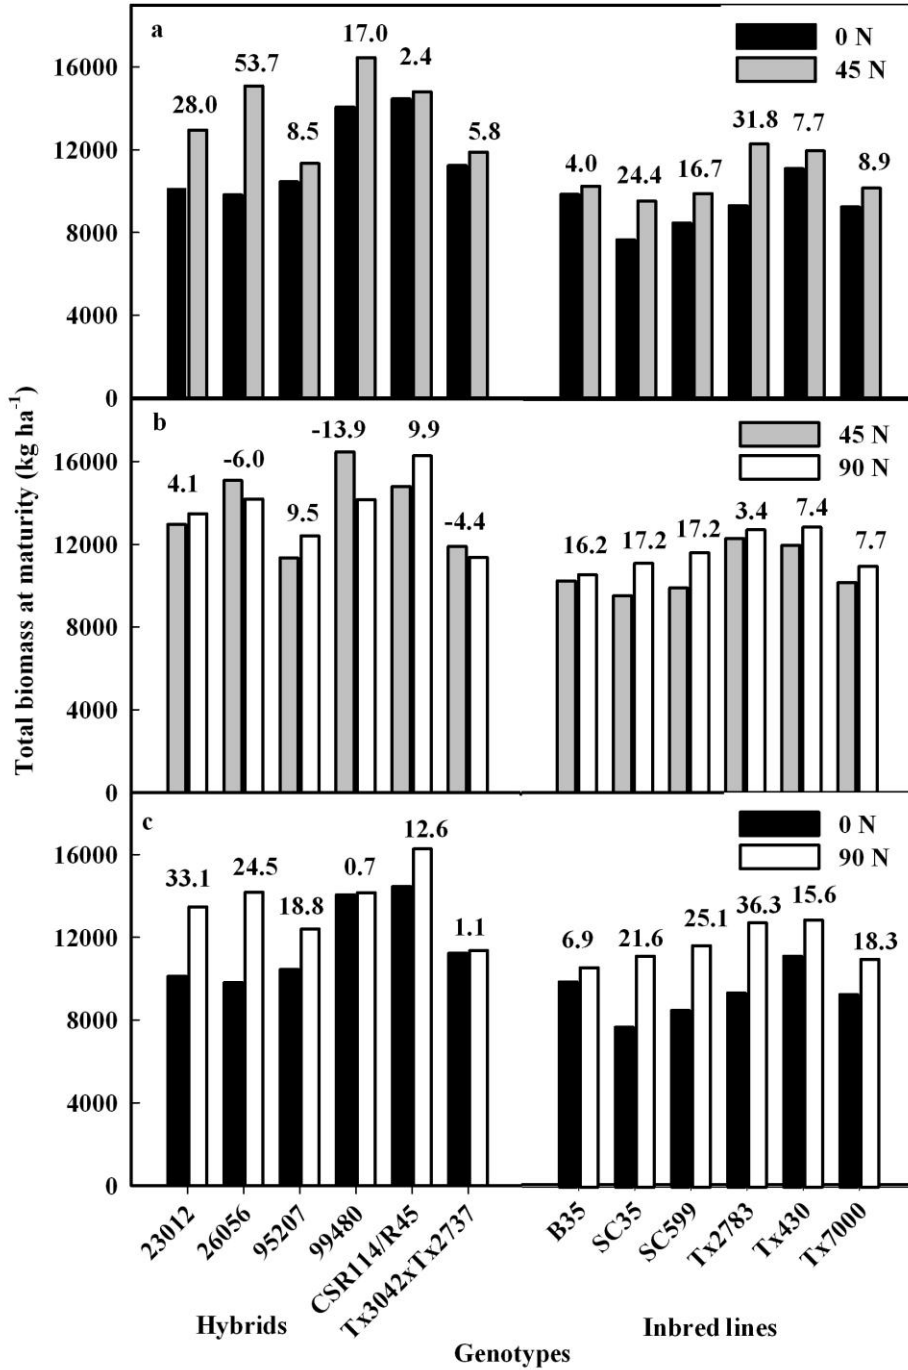 Total biomass at maturity (kg ha-1)
a
0 N
45 N
16000
12000
8000
4000
0
28.0
53.7
8.5
17.0
2.4
5.8
4.0
24.4
16.7
31.8
7.7
8.9
b
45 N
90 N
16000
12000
8000
4000
0
4.1
-6.0
9.5
-13.9
9.9
-4.4
16.2
17.2
17.2
3.4
7.4
7.7
c
0 N
90 N
16000
12000
8000
4000
0
33.1
24.5
18.8
0.7
12.6
1.1
6.9
21.6
25.1
36.3
15.6
18.3
23012
26056
95207
99480
CSR114/R45
Tx3042xTx2737
B35
SC35
SC599
Tx2783
Tx430
Tx7000
Hybrids
Inbred lines
Genotypes